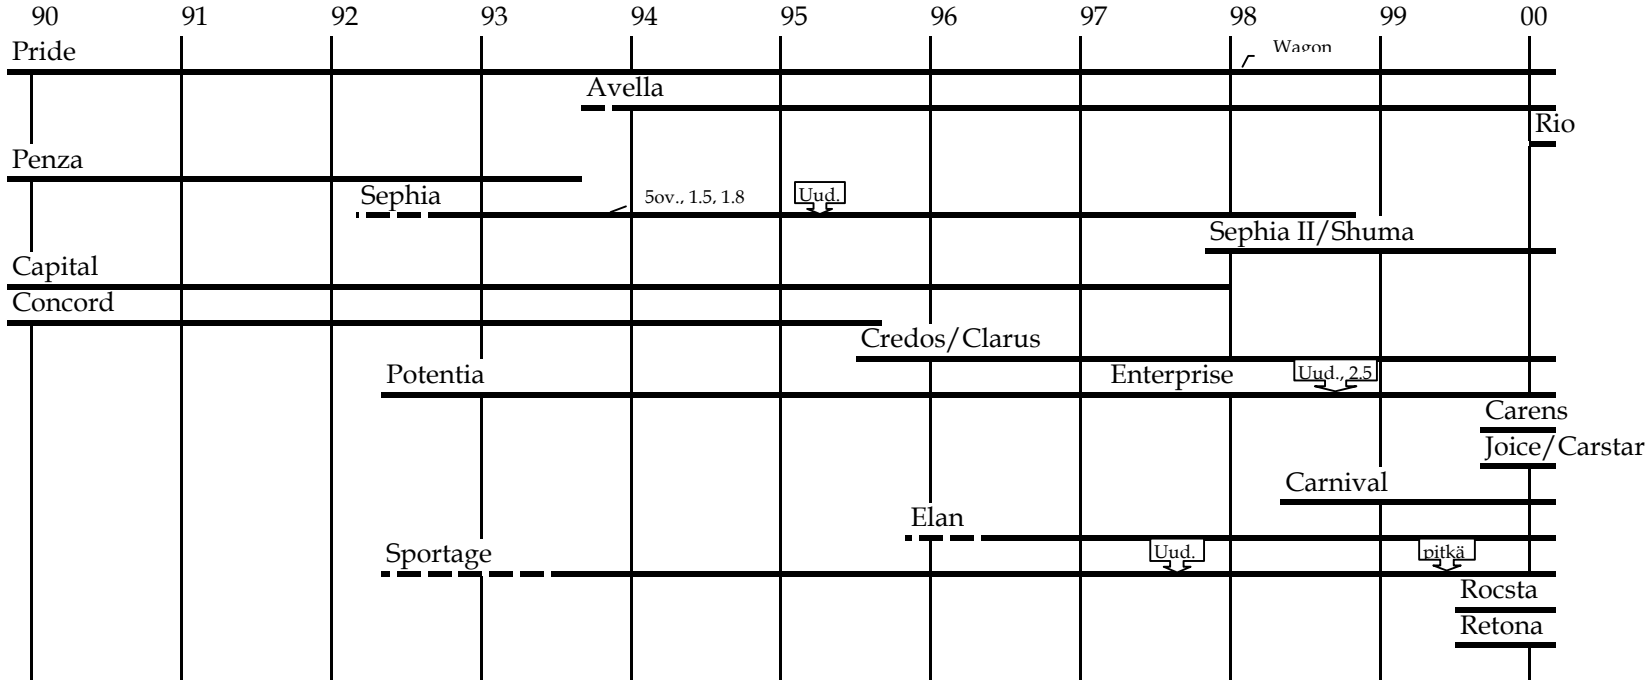 90 91 92 93 94 95 96 97 98 99 00
Wagon
Pride
Avella
Rio
Penza
Sephia
5ov., 1.5, 1.8
Uud.
Sephia II/Shuma
Capital
Concord
Credos/Clarus
Potentia
Enterprise
Uud., 2.5
Carens
Joice/Carstar
Carnival
Elan
Sportage
Uud.
pitkä
Rocsta
Retona